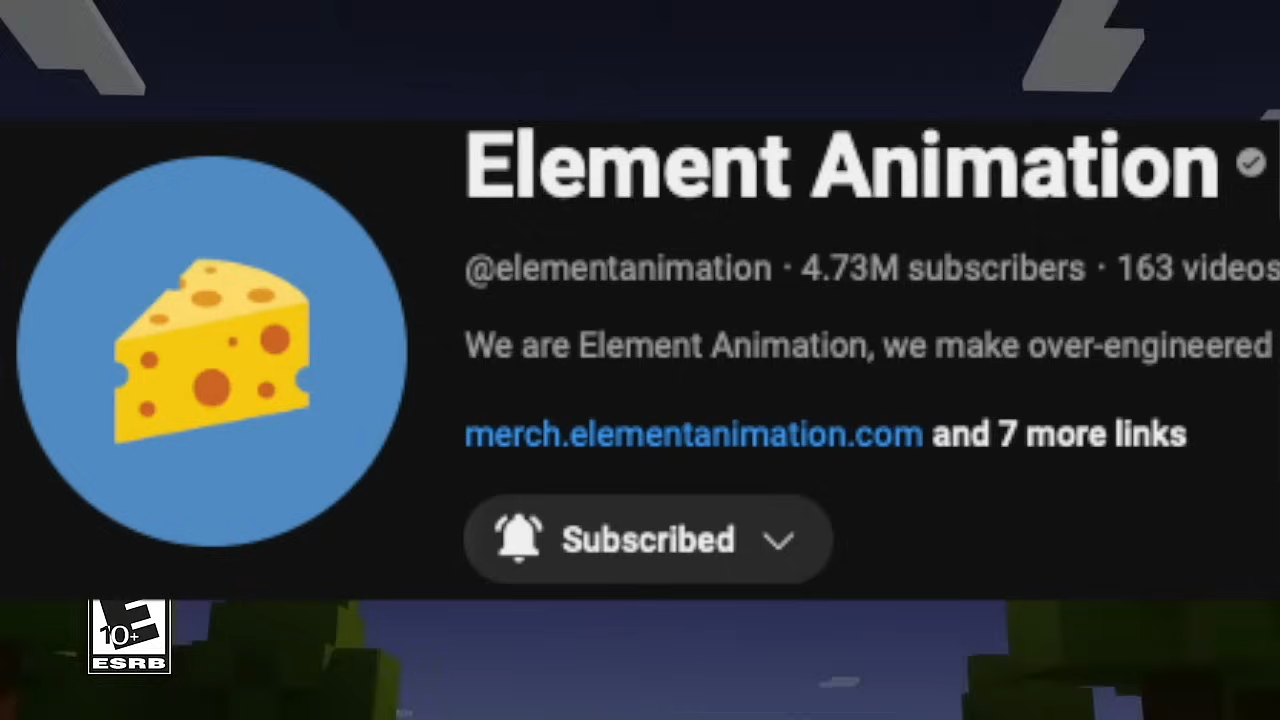 Element Animation
@elementanimation · 4.73M subscribers · 163 videos
We are Element Animation, we make over-engineered
merch.elementanimation.com and 7 more links
Subscribed
E
10+
ESRB